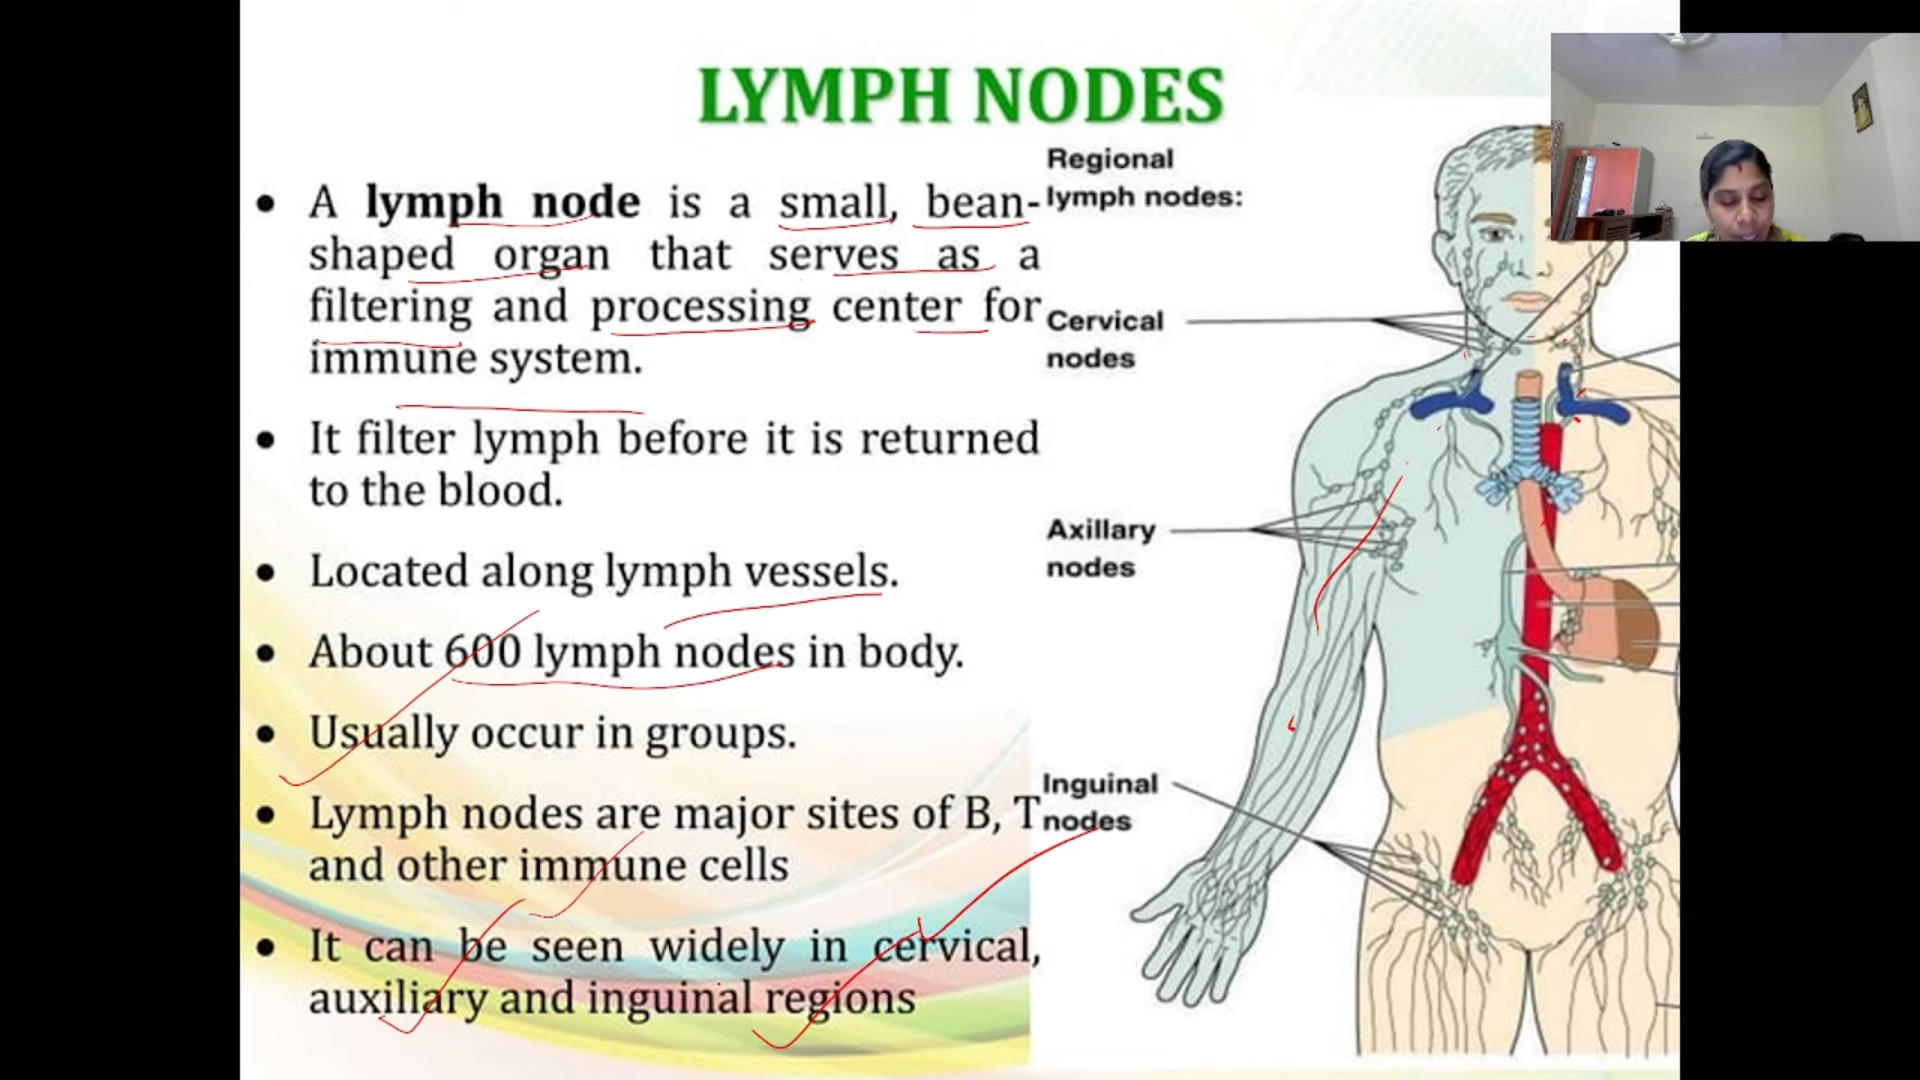 LYMPH NODES
• A lymph node is a small, bean-
shaped organ that serves as a
filtering and processing center for
immune system.
• It filter lymph before it is returned
to the blood.
• Located along lymph vessels.
• About 600 lymph nodes in body.
• Usually occur in groups.
• Lymph nodes are major sites of B, T
and other immune cells
• It can be seen widely in cervical,
auxiliary and inguinal regions
Regional
lymph nodes:
Cervical
nodes
Axillary
nodes
Inguinal
nodes